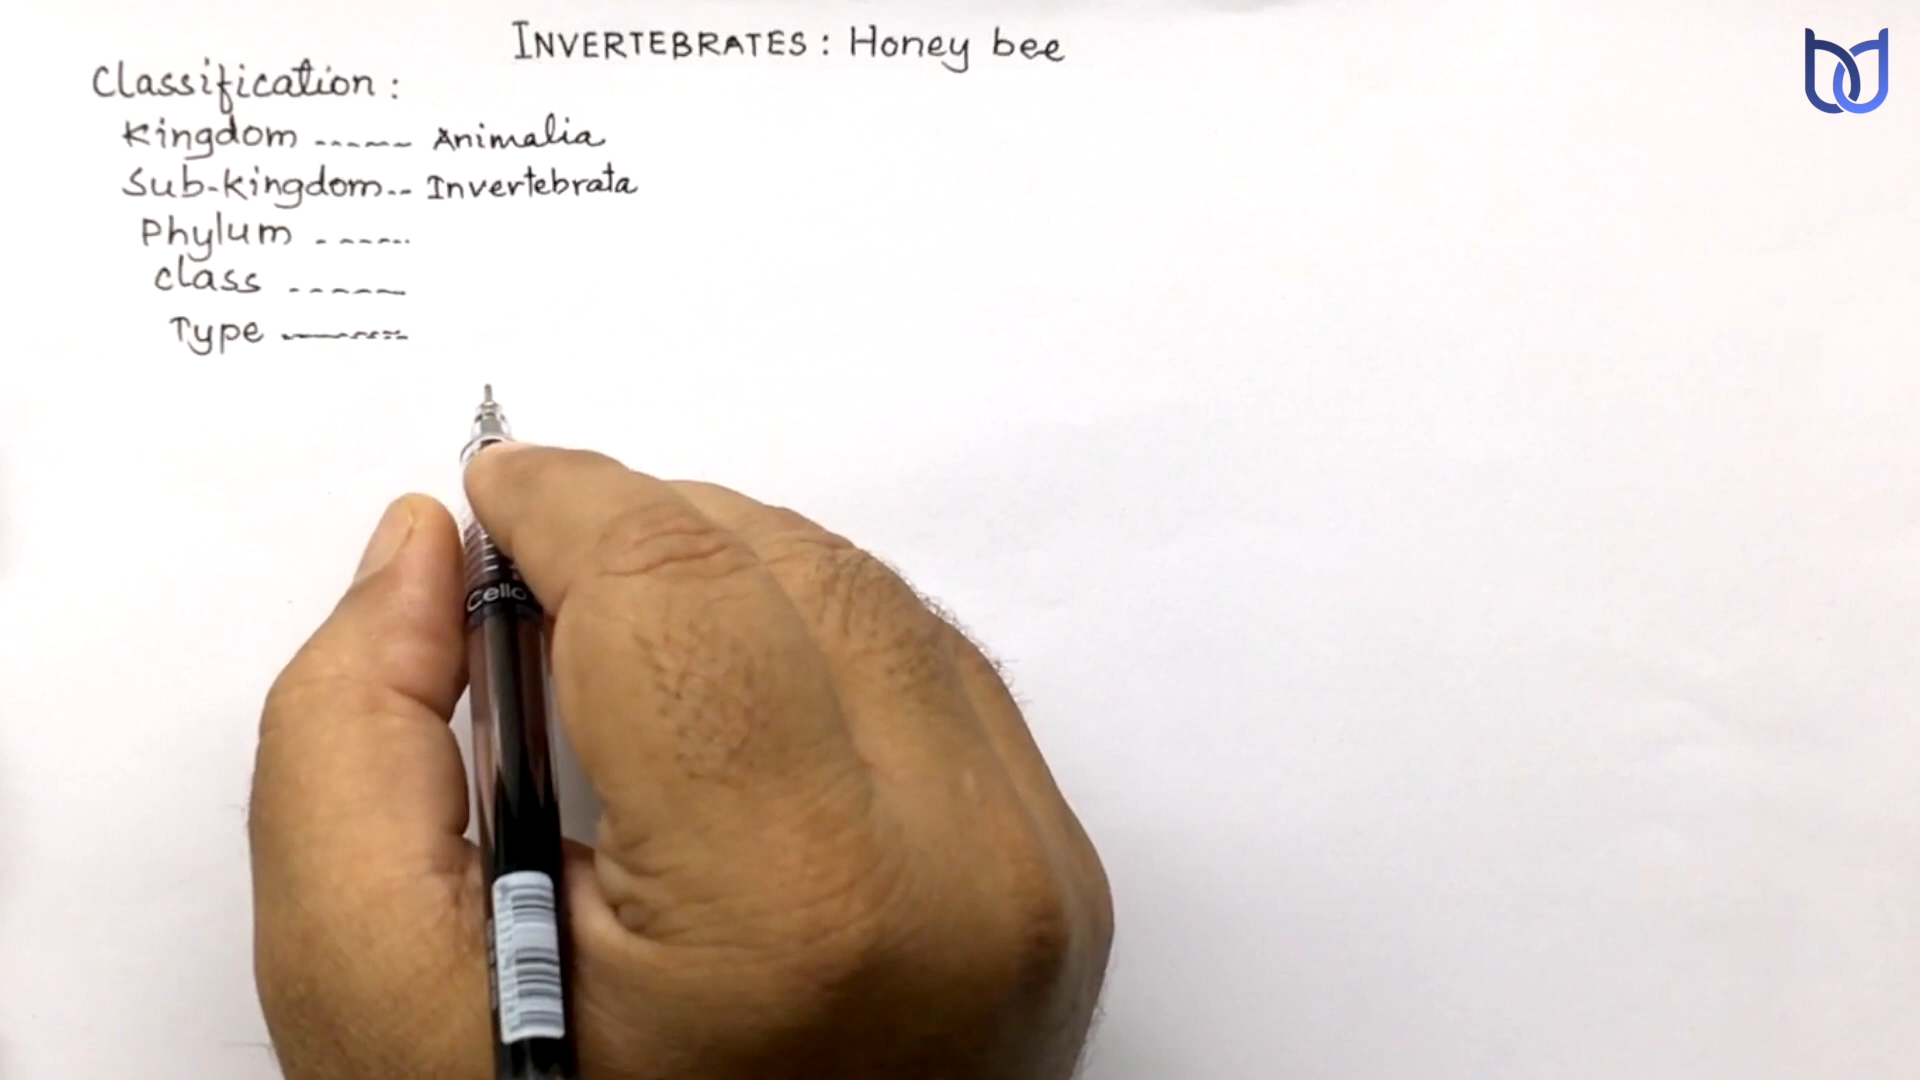 INVERTEBRATES: Honey bee
Classification:
Kingdom ------ Animalia
Sub-kingdom-- Invertebrata
Phylum ------
class ------
Type ------
Cello